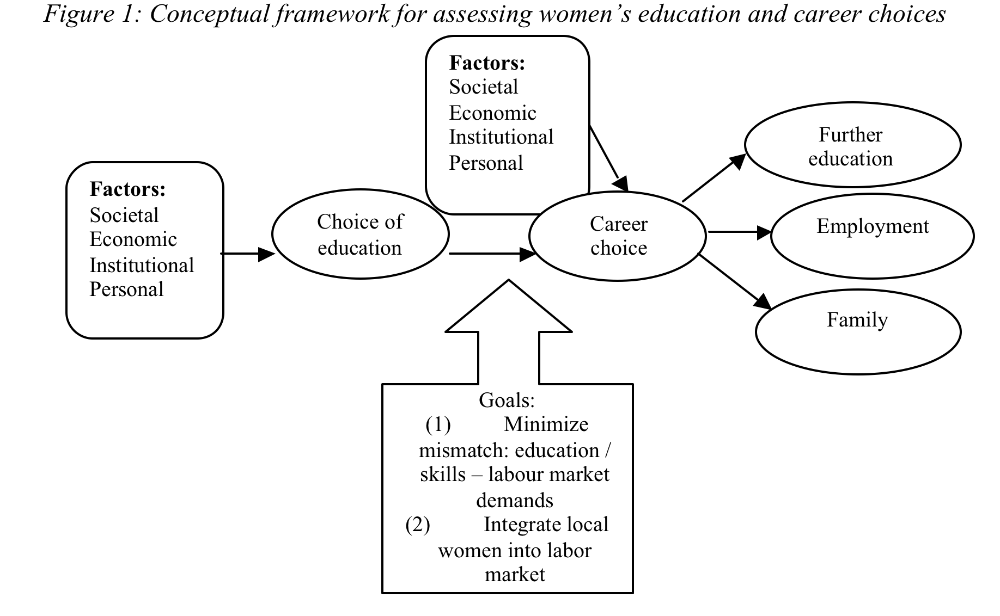 Figure 1: Conceptual framework for assessing women’s education and career choices
Factors:
Societal
Economic
Institutional
Personal
Factors:
Societal
Economic
Institutional
Personal
Choice of
education
Career
choice
Further
education
Employment
Family
Goals:
(1) Minimize
mismatch: education /
skills – labour market
demands
(2) Integrate local
women into labor
market